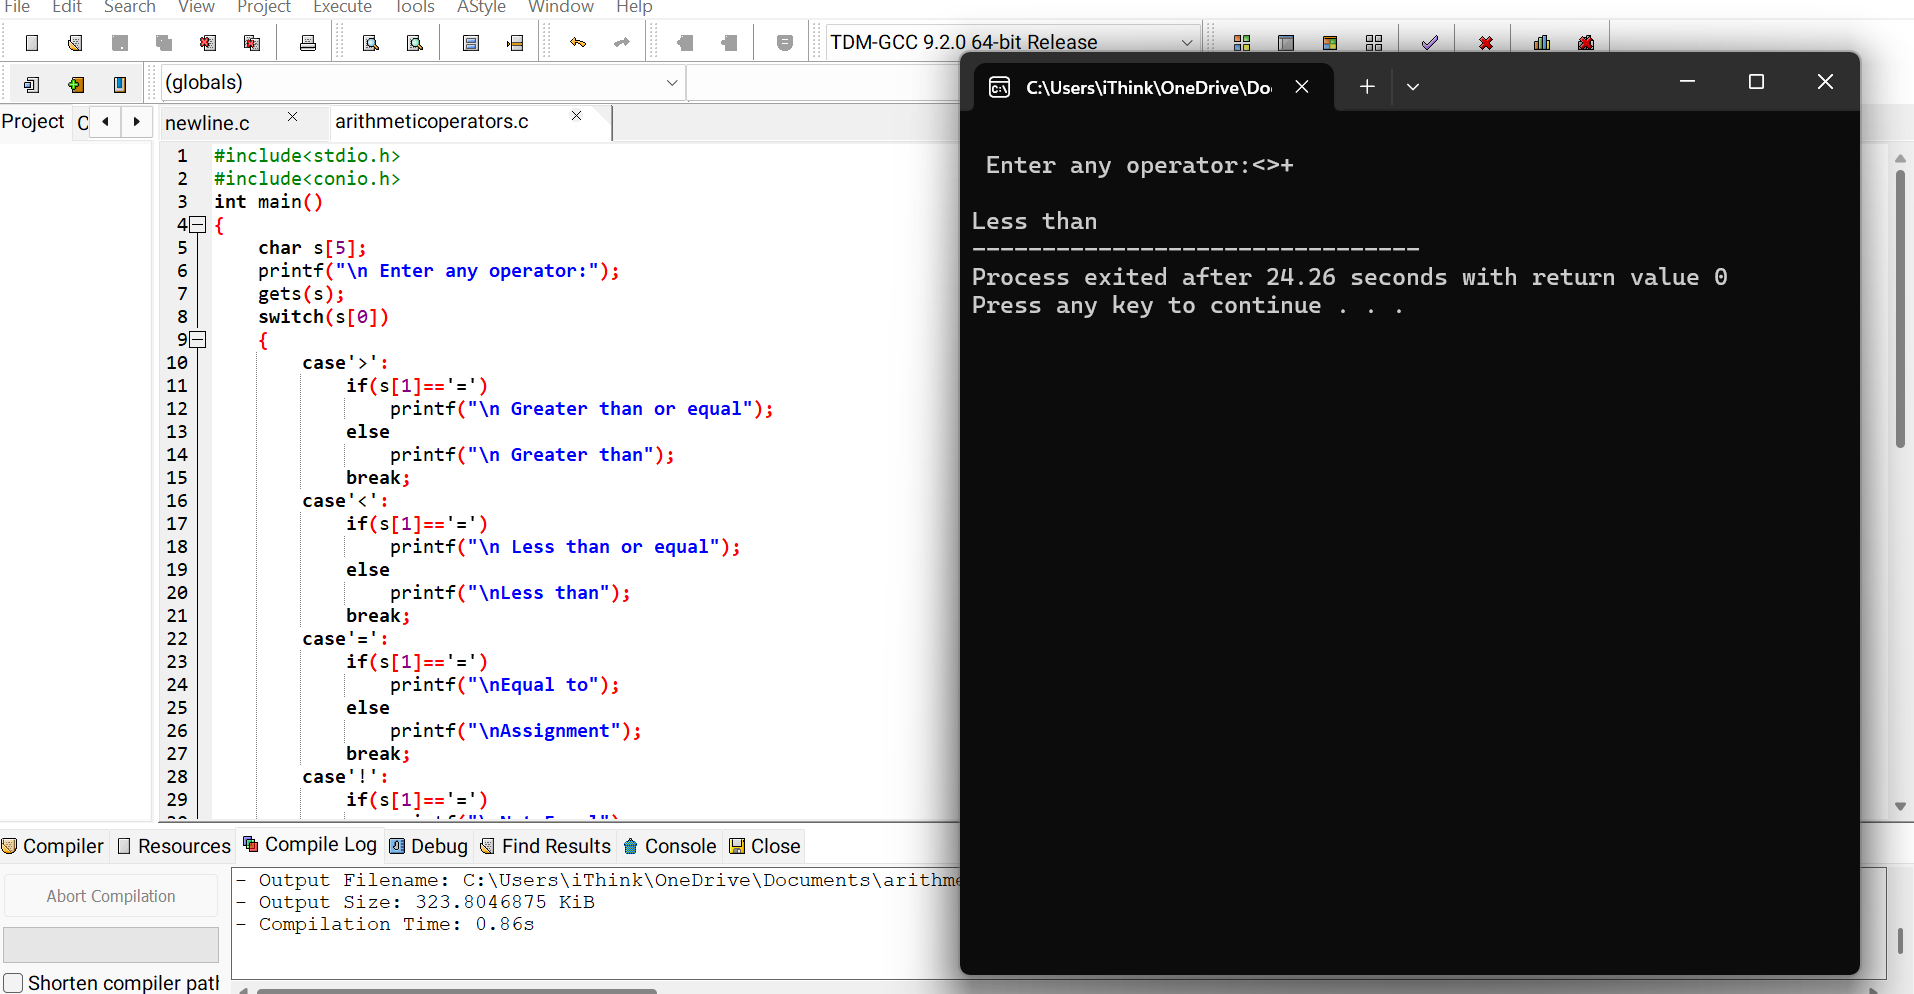 File Edit Search View Project Execute Tools AStyle Window Help
TDM-GCC 9.2.0 64-bit Release
(globals)
Project
newline.c
arithmeticoperators.c
1 #include<stdio.h>
2 #include<conio.h>
3 int main()
4 {
5 char s[5];
6 printf("\n Enter any operator:");
7 gets(s);
8 switch(s[0])
9 {
10 case'>':
11 if(s[1]=='=')
12 printf("\n Greater than or equal");
13 else
14 printf("\n Greater than");
15 break;
16 case'<':
17 if(s[1]=='=')
18 printf("\n Less than or equal");
19 else
20 printf("\nLess than");
21 break;
22 case'=':
23 if(s[1]=='=')
24 printf("\nEqual to");
25 else
26 printf("\nAssignment");
27 break;
28 case'!':
29 if(s[1]=='=')
C:\Users\iThink\OneDrive\Do
Enter any operator:<>+
Less than
--------------------------------
Process exited after 24.26 seconds with return value 0
Press any key to continue . . .
Compiler Resources Compile Log Debug Find Results Console Close
Abort Compilation
Shorten compiler path
- Output Filename: C:\Users\iThink\OneDrive\Documents\arithme
- Output Size: 323.8046875 KiB
- Compilation Time: 0.86s